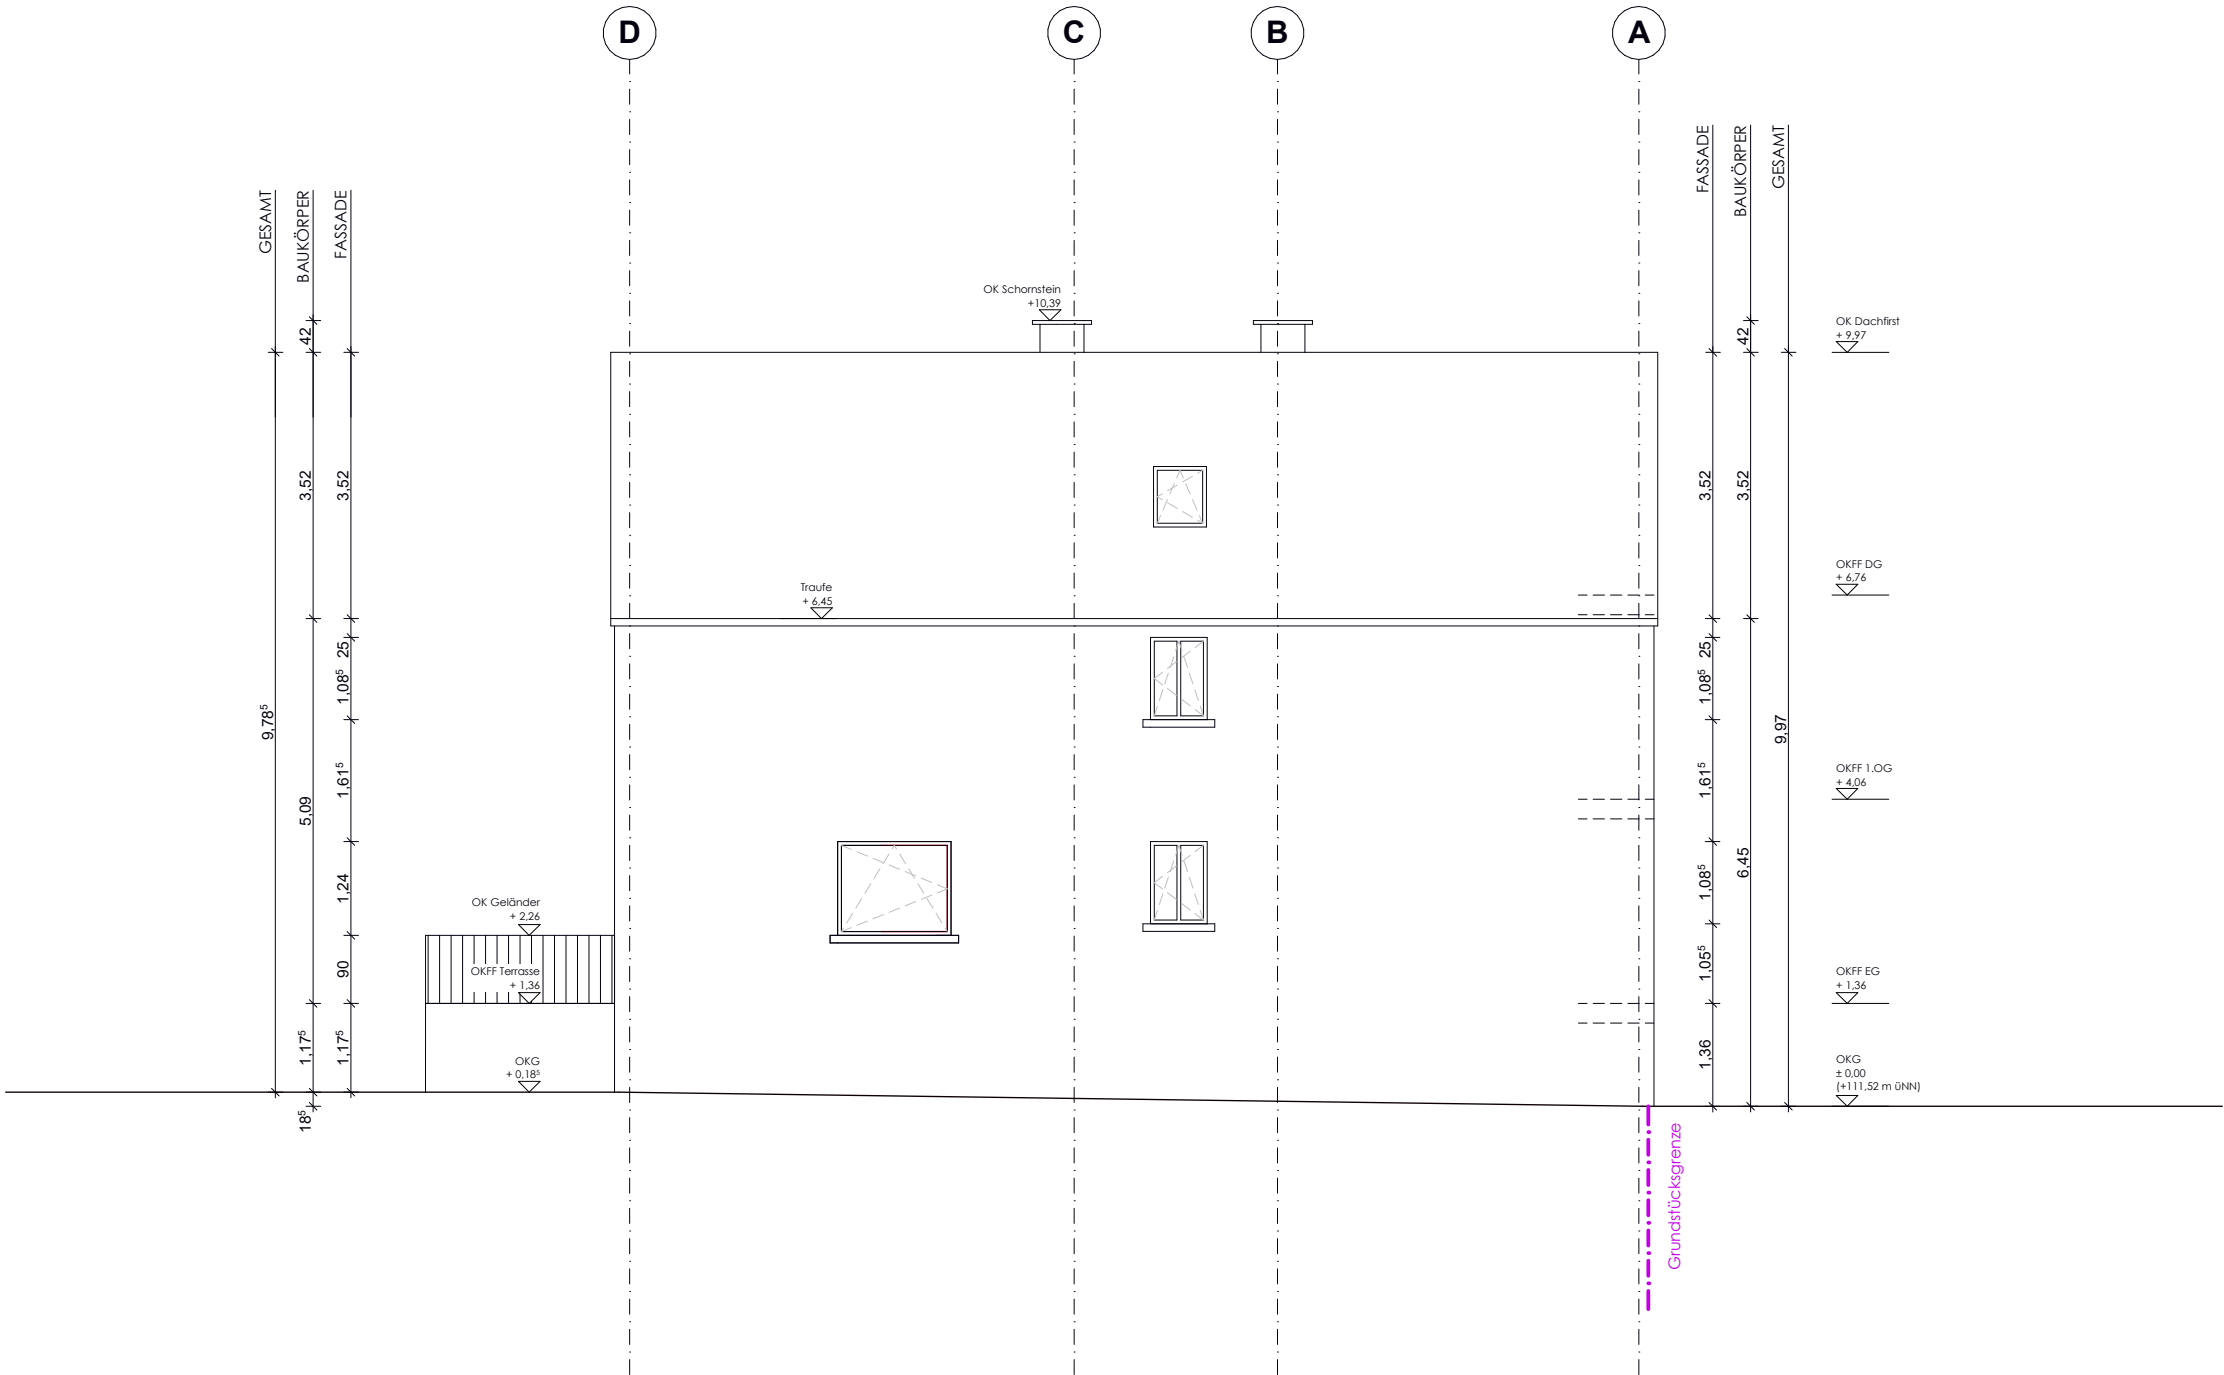 D
C
B
A
GESAMT
BAUKÖRPER
FASSADE
FASSADE
BAUKÖRPER
GESAMT
OK Schornstein
+10,39
42
42
OK Dachfirst
+ 9,97
3,52
3,52
3,52
3,52
OKFF DG
+ 6,76
Traufe
+ 6,45
25
25
1,08⁵
1,08⁵
9,78⁵
9,97
1,61⁵
1,61⁵
OKFF 1.OG
+ 4,06
5,09
6,45
1,24
1,08⁵
OK Geländer
+ 2,26
90
1,05⁵
OKFF Terrasse
+ 1,36
OKFF EG
+ 1,36
1,17⁵
1,17⁵
1,36
OKG
+ 0,18⁵
OKG
± 0,00
(+111,52 m üNN)
18⁵
Grundstücksgrenze